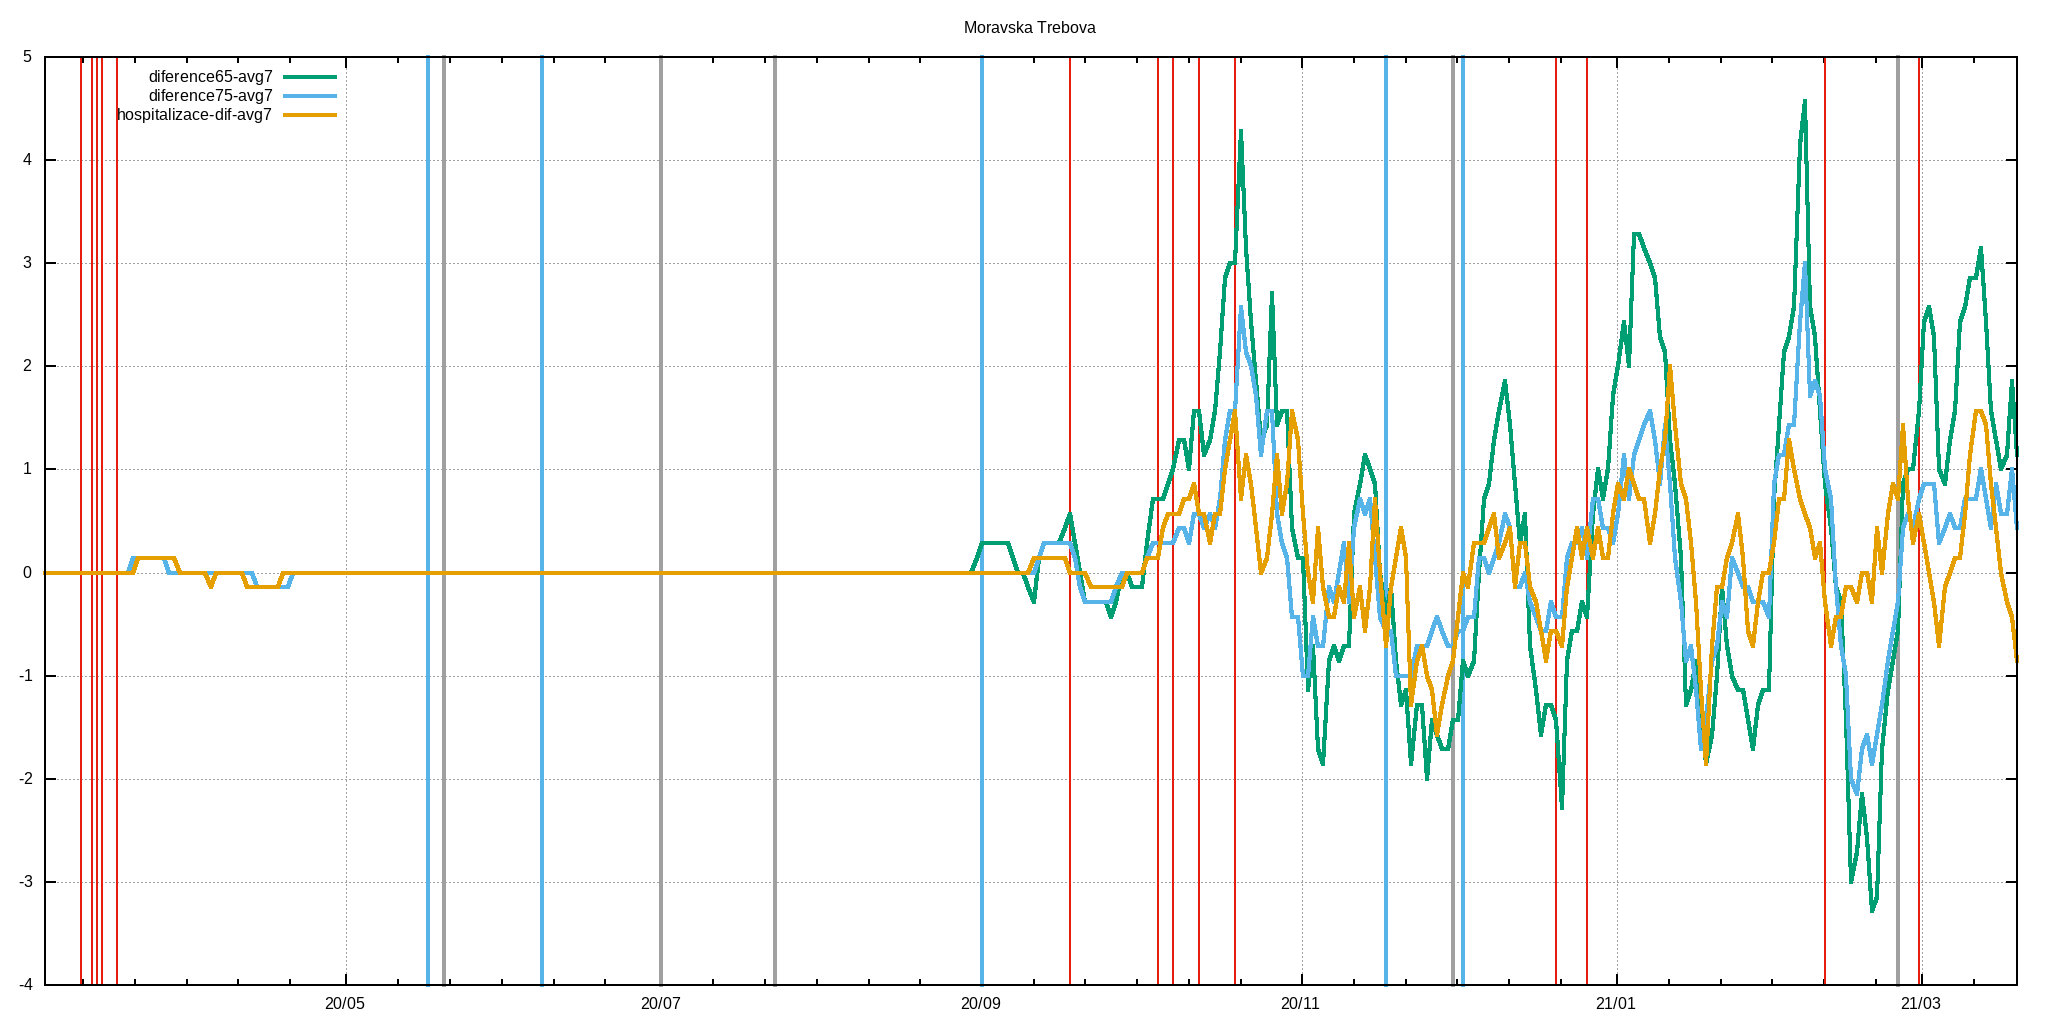 Moravska Trebova
5
diference65-avg7
diference75-avg7
hospitalizace-dif-avg7
4
3
2
1
0
-1
-2
-3
-4
20/05 20/07 20/09 20/11 21/01 21/03